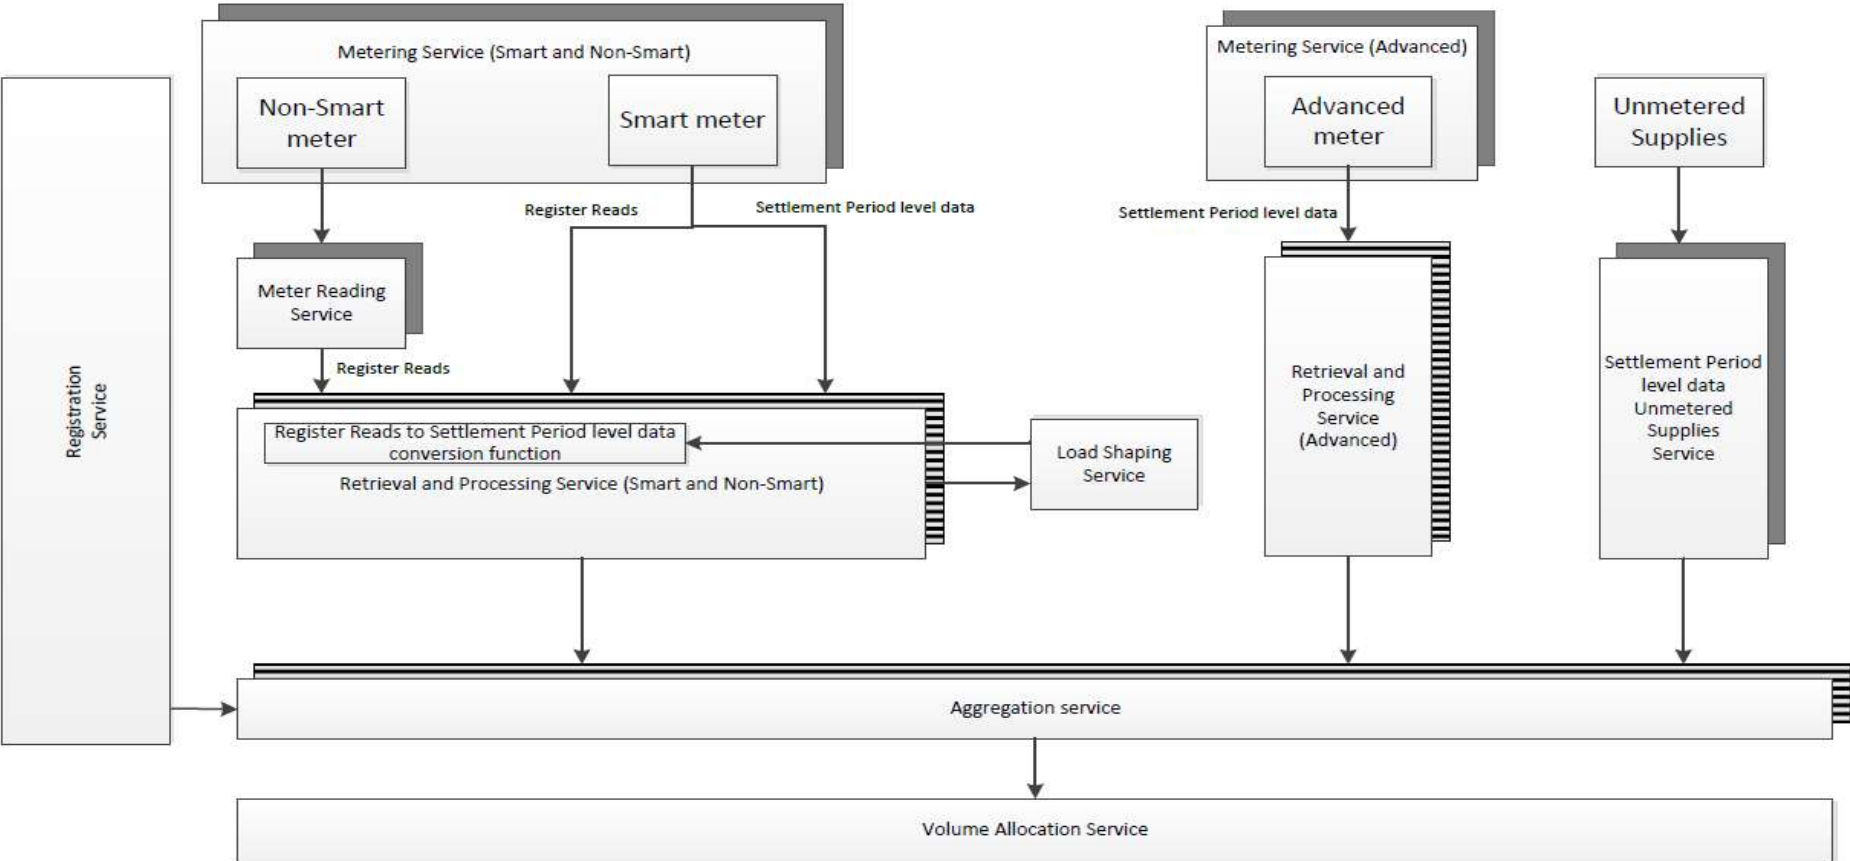 Metering Service (Smart and Non-Smart)
Non-Smart
meter
Smart meter
Metering Service (Advanced)
Advanced
meter
Unmetered
Supplies
Register Reads
Settlement Period level data
Settlement Period level data
Meter Reading
Service
Register Reads
Registration
Service
Register Reads to Settlement Period level data
conversion function
Retrieval and Processing Service (Smart and Non-Smart)
Load Shaping
Service
Retrieval and
Processing
Service
(Advanced)
Settlement Period
level data
Unmetered
Supplies
Service
Aggregation service
Volume Allocation Service